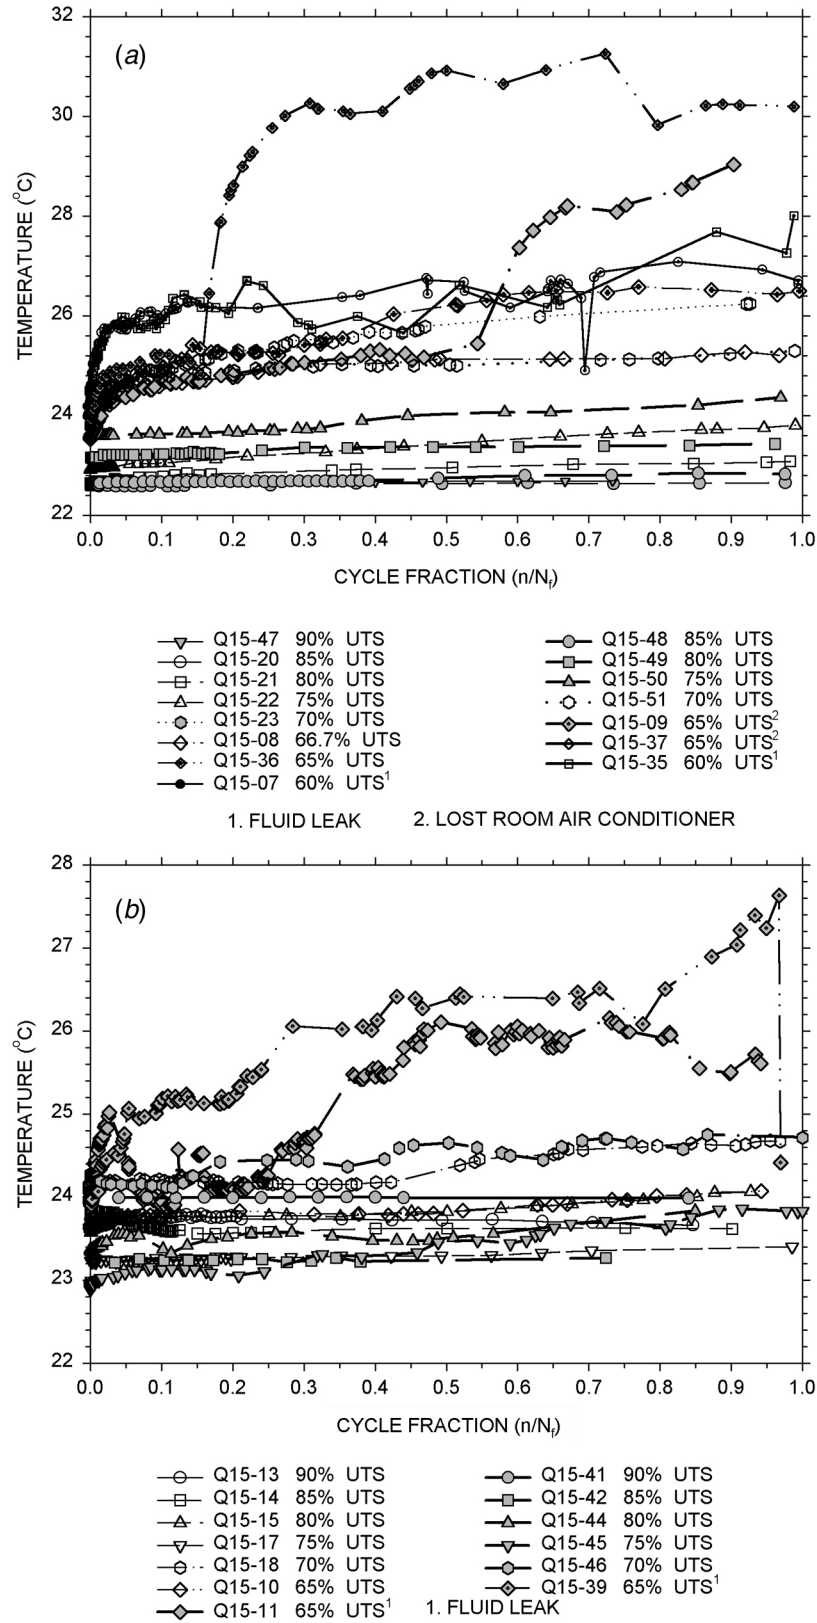 32
30
28
26
24
22
(a)
TEMPERATURE (°C)
0.0 0.1 0.2 0.3 0.4 0.5 0.6 0.7 0.8 0.9 1.0
CYCLE FRACTION (n/Nf)
Q15-47 90% UTS
Q15-20 85% UTS
Q15-21 80% UTS
Q15-22 75% UTS
Q15-23 70% UTS
Q15-08 66.7% UTS
Q15-36 65% UTS
Q15-07 60% UTS1
Q15-48 85% UTS
Q15-49 80% UTS
Q15-50 75% UTS
Q15-51 70% UTS
Q15-09 65% UTS2
Q15-37 65% UTS2
Q15-35 60% UTS1
1. FLUID LEAK 2. LOST ROOM AIR CONDITIONER
28
27
26
25
24
23
22
(b)
TEMPERATURE (°C)
0.0 0.1 0.2 0.3 0.4 0.5 0.6 0.7 0.8 0.9 1.0
CYCLE FRACTION (n/Nf)
Q15-13 90% UTS
Q15-14 85% UTS
Q15-15 80% UTS
Q15-17 75% UTS
Q15-18 70% UTS
Q15-10 65% UTS
Q15-11 65% UTS1
Q15-41 90% UTS
Q15-42 85% UTS
Q15-44 80% UTS
Q15-45 75% UTS
Q15-46 70% UTS
Q15-39 65% UTS1
1. FLUID LEAK